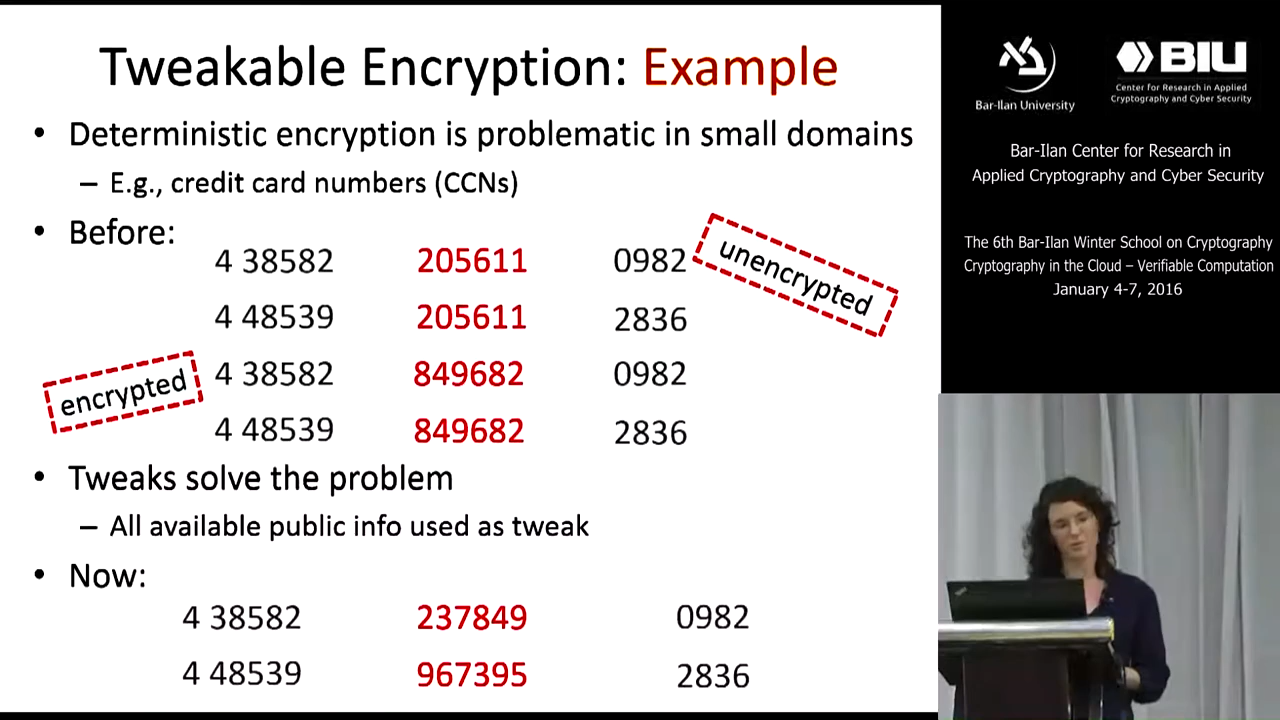 Tweakable Encryption: Example
• Deterministic encryption is problematic in small domains
– E.g., credit card numbers (CCNs)
• Before:
4 38582 205611 0982
unencrypted
4 48539 205611 2836
encrypted
4 38582 849682 0982
4 48539 849682 2836
• Tweaks solve the problem
– All available public info used as tweak
• Now:
4 38582 237849 0982
4 48539 967395 2836
Bar-Ilan University
BIU
Center for Research in Applied
Cryptography and Cyber Security
Bar-Ilan Center for Research in
Applied Cryptography and Cyber Security
The 6th Bar-Ilan Winter School on Cryptography
Cryptography in the Cloud – Verifiable Computation
January 4-7, 2016